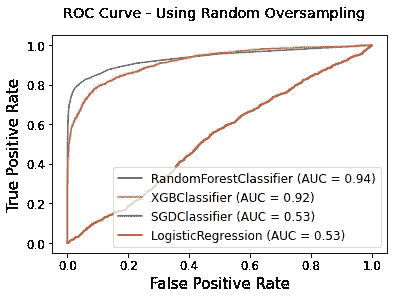 ROC Curve - Using Random Oversampling
True Positive Rate
1.0
0.8
0.6
0.4
0.2
0.0
RandomForestClassifier (AUC = 0.94)
XGBClassifier (AUC = 0.92)
SGDClassifier (AUC = 0.53)
LogisticRegression (AUC = 0.53)
0.0 0.2 0.4 0.6 0.8 1.0
False Positive Rate